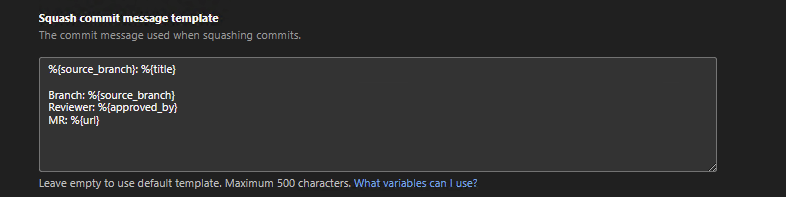 Squash commit message template
The commit message used when squashing commits.
%{source_branch}: %{title}
Branch: %{source_branch}
Reviewer: %{approved_by}
MR: %{url}
Leave empty to use default template. Maximum 500 characters. What variables can I use?